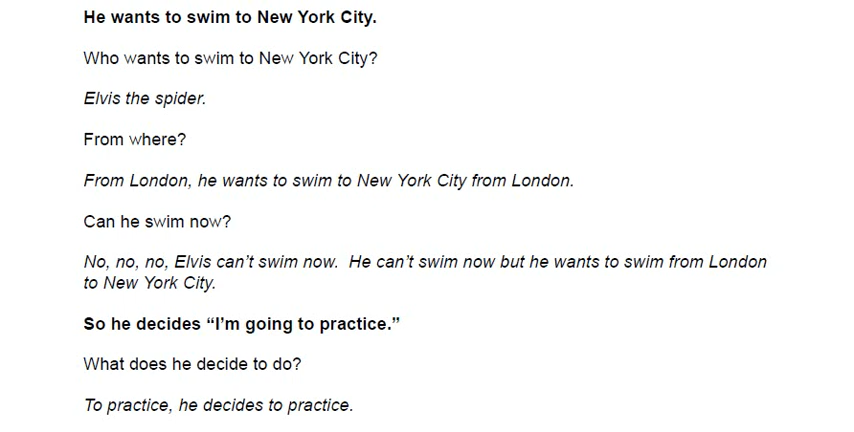 He wants to swim to New York City.
Who wants to swim to New York City?
Elvis the spider.
From where?
From London, he wants to swim to New York City from London.
Can he swim now?
No, no, no, Elvis can’t swim now.  He can’t swim now but he wants to swim from London
to New York City.
So he decides “I’m going to practice.”
What does he decide to do?
To practice, he decides to practice.